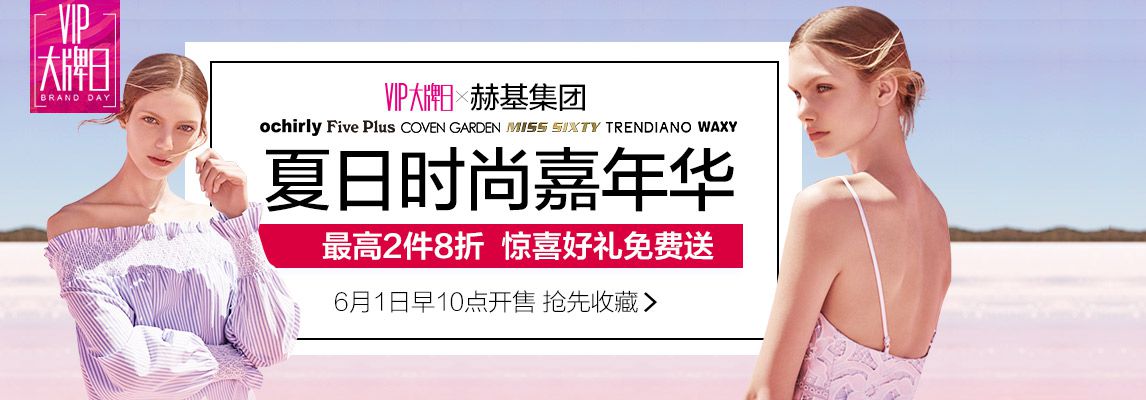 VIP
大牌日
BRAND DAY
VIP大牌日×赫基集团
ochirly Five Plus COVEN GARDEN MISS SIXTY TRENDIANO WAXY
夏日时尚嘉年华
最高2件8折 惊喜好礼免费送
6月1日早10点开售 抢先收藏>